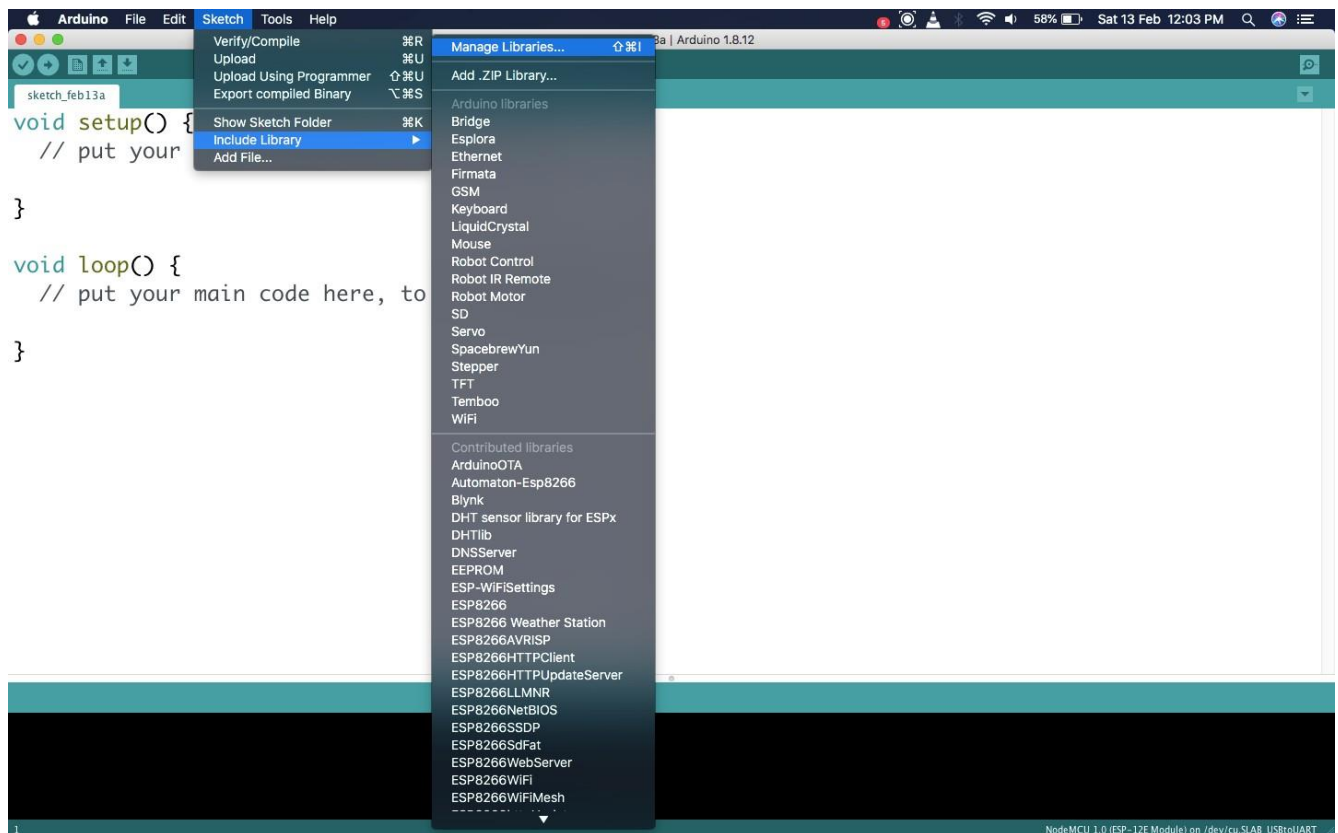 Arduino File Edit Sketch Tools Help 58% Sat 13 Feb 12:03 PM
3a | Arduino 1.8.12
Verify/Compile ⌘R
Upload ⌘U
Upload Using Programmer ⇧⌘U
Export compiled Binary ⌥⌘S
Show Sketch Folder ⌘K
Include Library
Add File...
Manage Libraries... ⇧⌘I
Add .ZIP Library...
Arduino libraries
Bridge
Esplora
Ethernet
Firmata
GSM
Keyboard
LiquidCrystal
Mouse
Robot Control
Robot IR Remote
Robot Motor
SD
Servo
SpacebrewYun
Stepper
TFT
Temboo
WiFi
Contributed libraries
ArduinoOTA
Automaton-Esp8266
Blynk
DHT sensor library for ESPx
DHTlib
DNSServer
EEPROM
ESP-WiFiSettings
ESP8266
ESP8266 Weather Station
ESP8266AVRISP
ESP8266HTTPClient
ESP8266HTTPUpdateServer
ESP8266LLMNR
ESP8266NetBIOS
ESP8266SSDP
ESP8266SdFat
ESP8266WebServer
ESP8266WiFi
ESP8266WiFiMesh
sketch_feb13a
void setup() {
// put your
}
void loop() {
// put your main code here, to
}
1 NodeMCU 1.0 (ESP-12E Module) on /dev/cu.SLAB_USBtoUART